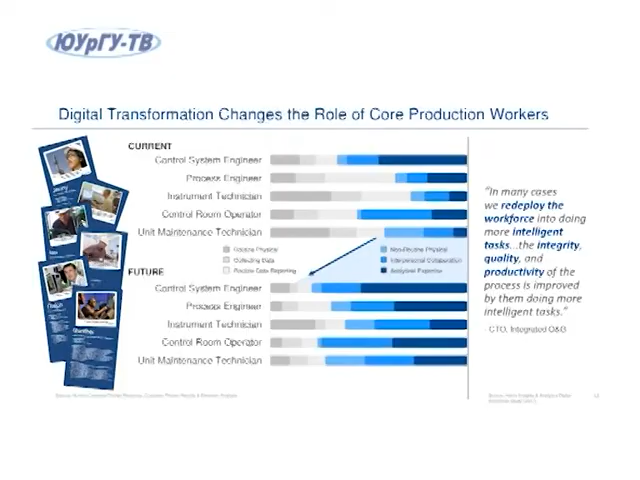 ЮУрГУ-ТВ
Digital Transformation Changes the Role of Core Production Workers
CURRENT
Control System Engineer
Process Engineer
Instrument Technician
Control Room Operator
Unit Maintenance Technician
Routine Physical
Collecting Data
Routine Data Reporting
Non-Routine Physical
Interpersonal Collaboration
Analytical Expertise
FUTURE
Control System Engineer
Process Engineer
Instrument Technician
Control Room Operator
Unit Maintenance Technician
"In many cases
we redeploy the
workforce into doing
more intelligent
tasks...the integrity,
quality, and
productivity of the
process is improved
by them doing more
intelligent tasks."
- CTO, Integrated O&G